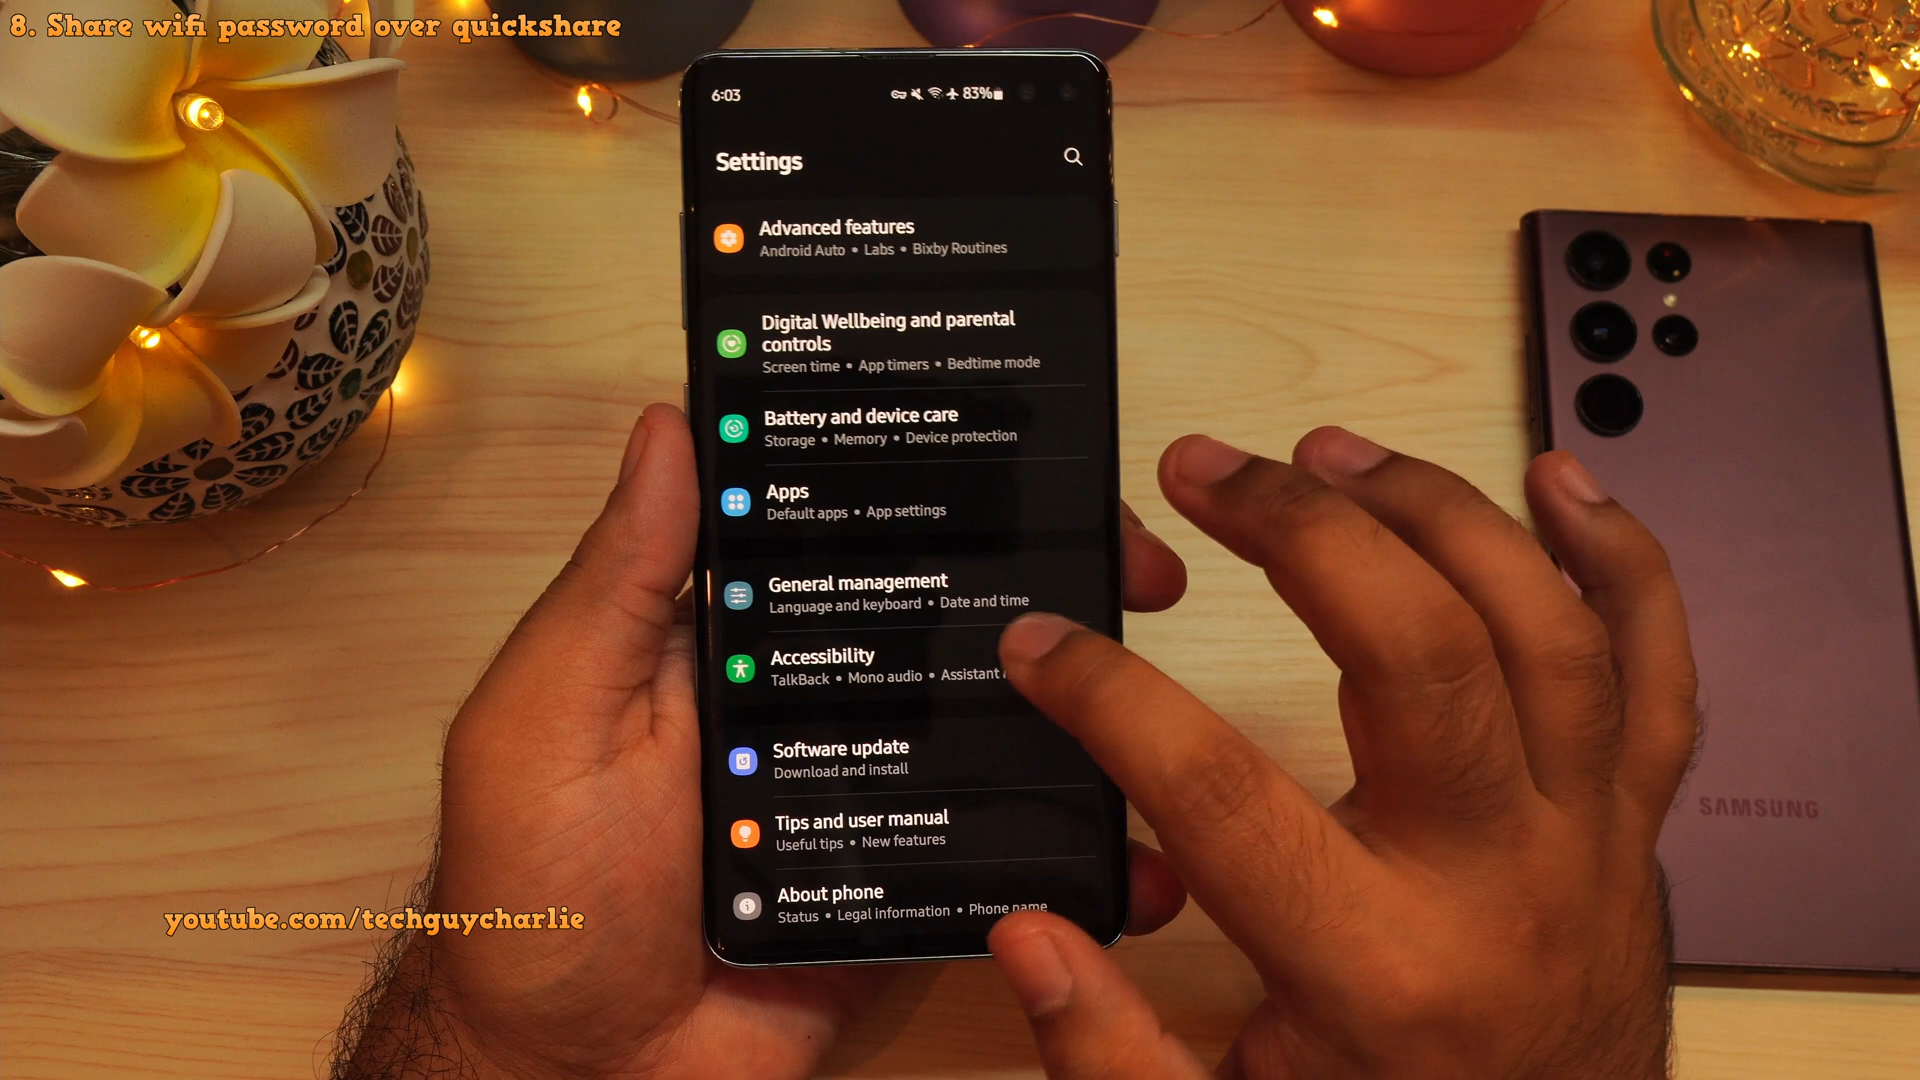 8. Share wifi password over quickshare
6:03
83%
Settings
Advanced features
Android Auto • Labs • Bixby Routines
Digital Wellbeing and parental
controls
Screen time • App timers • Bedtime mode
Battery and device care
Storage • Memory • Device protection
Apps
Default apps • App settings
General management
Language and keyboard • Date and time
Accessibility
TalkBack • Mono audio • Assistant
Software update
Download and install
Tips and user manual
Useful tips • New features
About phone
Status • Legal information • Phone name
SAMSUNG
youtube.com/techguycharlie